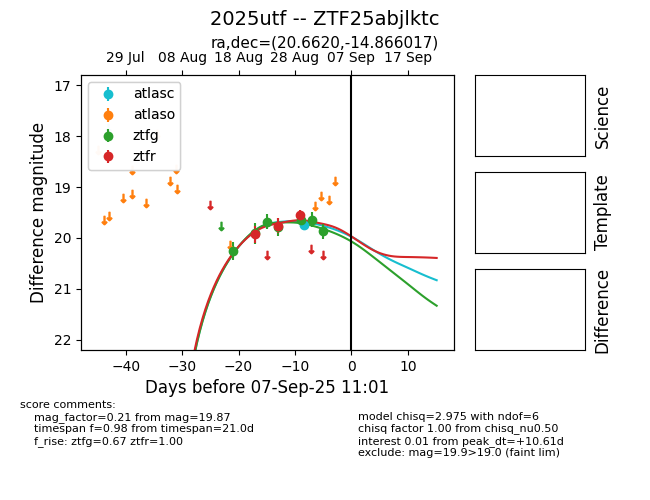 2025utf -- ZTF25abjlktc
ra,dec=(20.6620,-14.866017)
29 Jul 08 Aug 18 Aug 28 Aug 07 Sep 17 Sep
atlasc
atlaso
ztfg
ztfr
17
18
19
20
21
22
Difference magnitude
−40 −30 −20 −10 0 10
Days before 07-Sep-25 11:01
Science
Template
Difference
score comments:
mag_factor=0.21 from mag=19.87
timespan f=0.98 from timespan=21.0d
f_rise: ztfg=0.67 ztfr=1.00
model chisq=2.975 with ndof=6
chisq factor 1.00 from chisq_nu0.50
interest 0.01 from peak_dt=+10.61d
exclude: mag=19.9>19.0 (faint lim)